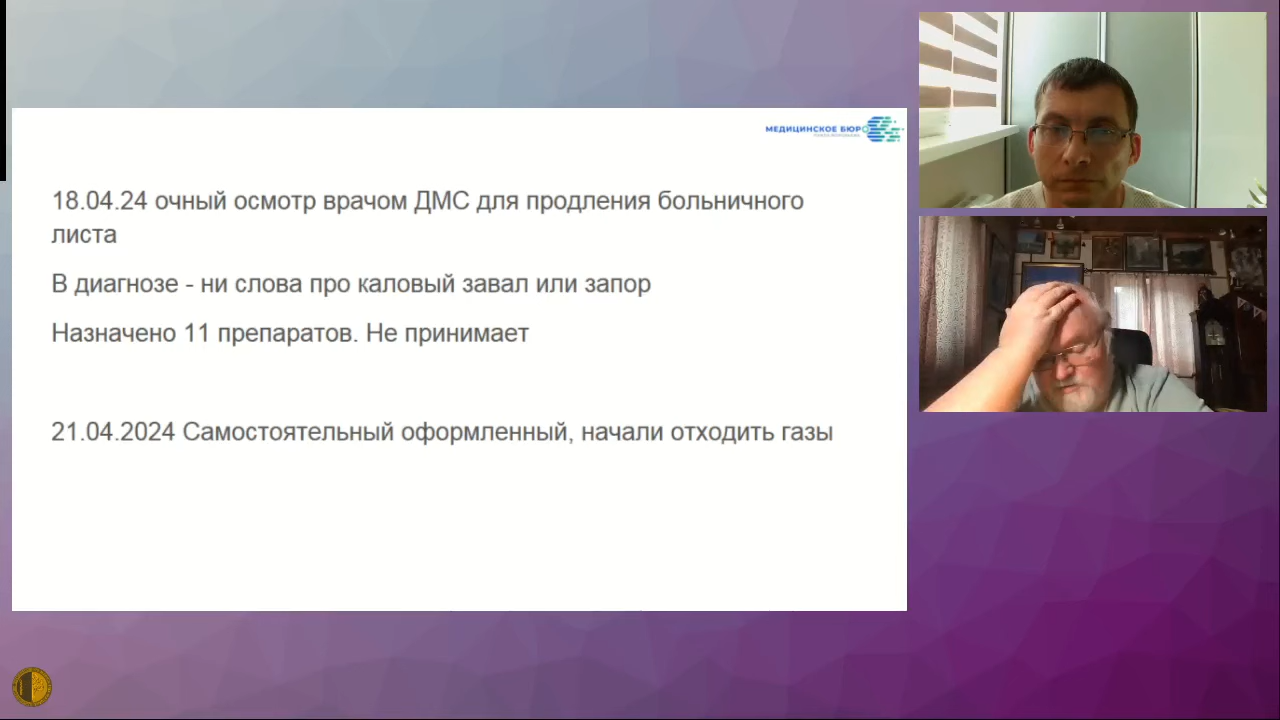 МЕДИЦИНСКОЕ БЮРО
18.04.24 очный осмотр врачом ДМС для продления больничного
листа
В диагнозе - ни слова про каловый завал или запор
Назначено 11 препаратов. Не принимает
21.04.2024 Самостоятельный оформленный, начали отходить газы